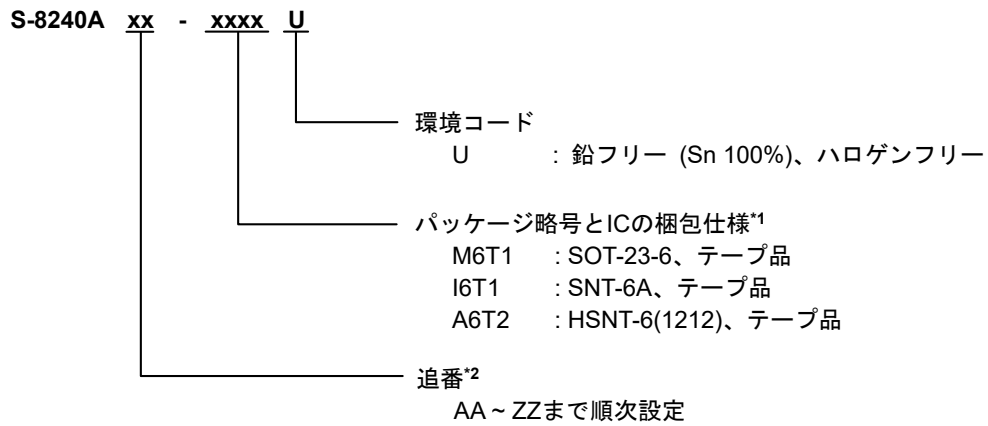 S-8240A xx - xxxx U
環境コード
U : 鉛フリー (Sn 100%)、ハロゲンフリー
パッケージ略号とICの梱包仕様*1
M6T1 : SOT-23-6、テープ品
I6T1 : SNT-6A、テープ品
A6T2 : HSNT-6(1212)、テープ品
追番*2
AA ~ ZZまで順次設定